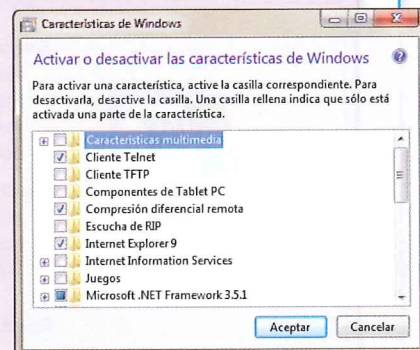 Características de Windows
Activar o desactivar las características de Windows
Para activar una característica, active la casilla correspondiente. Para
desactivarla, desactive la casilla. Una casilla rellena indica que sólo está
activada una parte de la característica.
Características multimedia
Cliente Telnet
Cliente TFTP
Componentes de Tablet PC
Compresión diferencial remota
Escucha de RIP
Internet Explorer 9
Internet Information Services
Juegos
Microsoft .NET Framework 3.5.1
Aceptar Cancelar